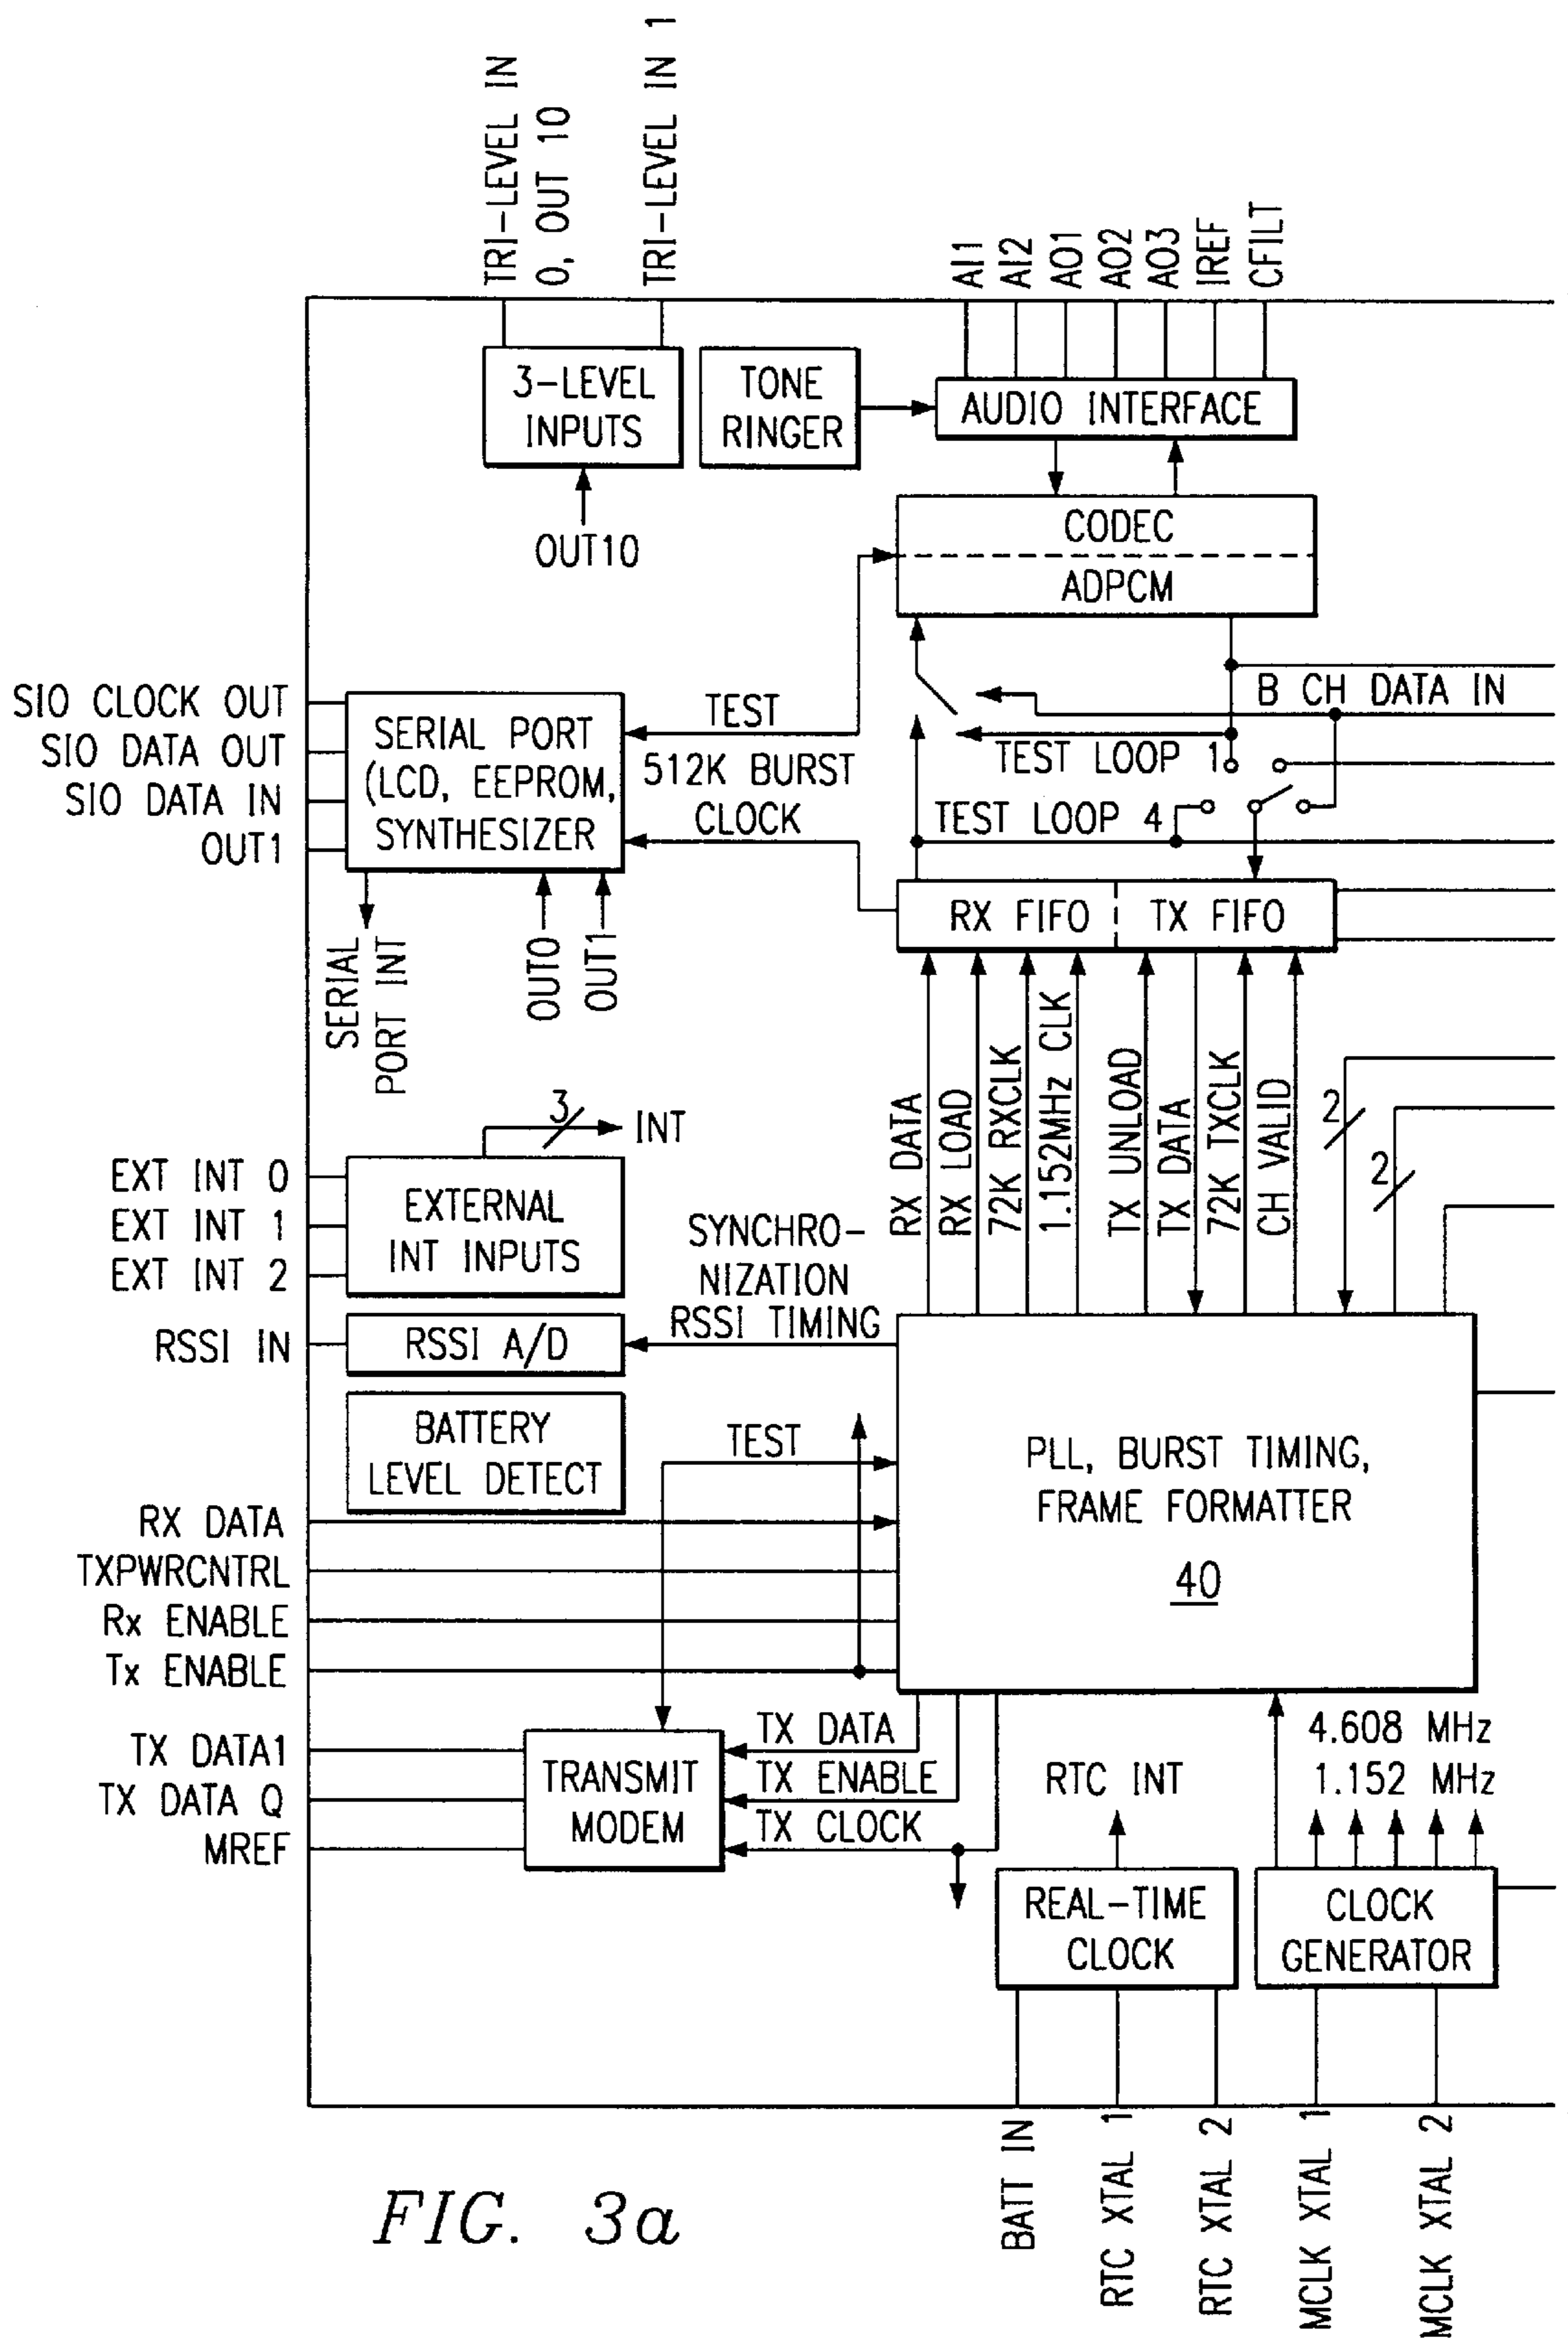 TRI-LEVEL IN
0, OUT 10
TRI-LEVEL IN 1
AI1
AI2
AO1
AO2
AO3
IREF
CFILT
3-LEVEL
INPUTS
TONE
RINGER
AUDIO INTERFACE
OUT10
CODEC
ADPCM
SIO CLOCK OUT
SIO DATA OUT
SIO DATA IN
OUT1
SERIAL PORT
(LCD, EEPROM,
SYNTHESIZER
TEST
512K BURST
CLOCK
B CH DATA IN
TEST LOOP 1
TEST LOOP 4
RX FIFO
TX FIFO
SERIAL
PORT INT
OUT0
OUT1
RX DATA
RX LOAD
72K RXCLK
1.152MHz CLK
TX UNLOAD
TX DATA
72K TXCLK
CH VALID
2
2
3
INT
EXT INT 0
EXT INT 1
EXT INT 2
EXTERNAL
INT INPUTS
SYNCHRO-
NIZATION
RSSI TIMING
RSSI IN
RSSI A/D
BATTERY
LEVEL DETECT
TEST
PLL, BURST TIMING,
FRAME FORMATTER
40
RX DATA
TXPWRCNTRL
Rx ENABLE
Tx ENABLE
TX DATA1
TX DATA Q
MREF
TRANSMIT
MODEM
TX DATA
TX ENABLE
TX CLOCK
RTC INT
4.608 MHz
1.152 MHz
REAL-TIME
CLOCK
CLOCK
GENERATOR
BATT IN
RTC XTAL 1
RTC XTAL 2
MCLK XTAL 1
MCLK XTAL 2
FIG. 3a